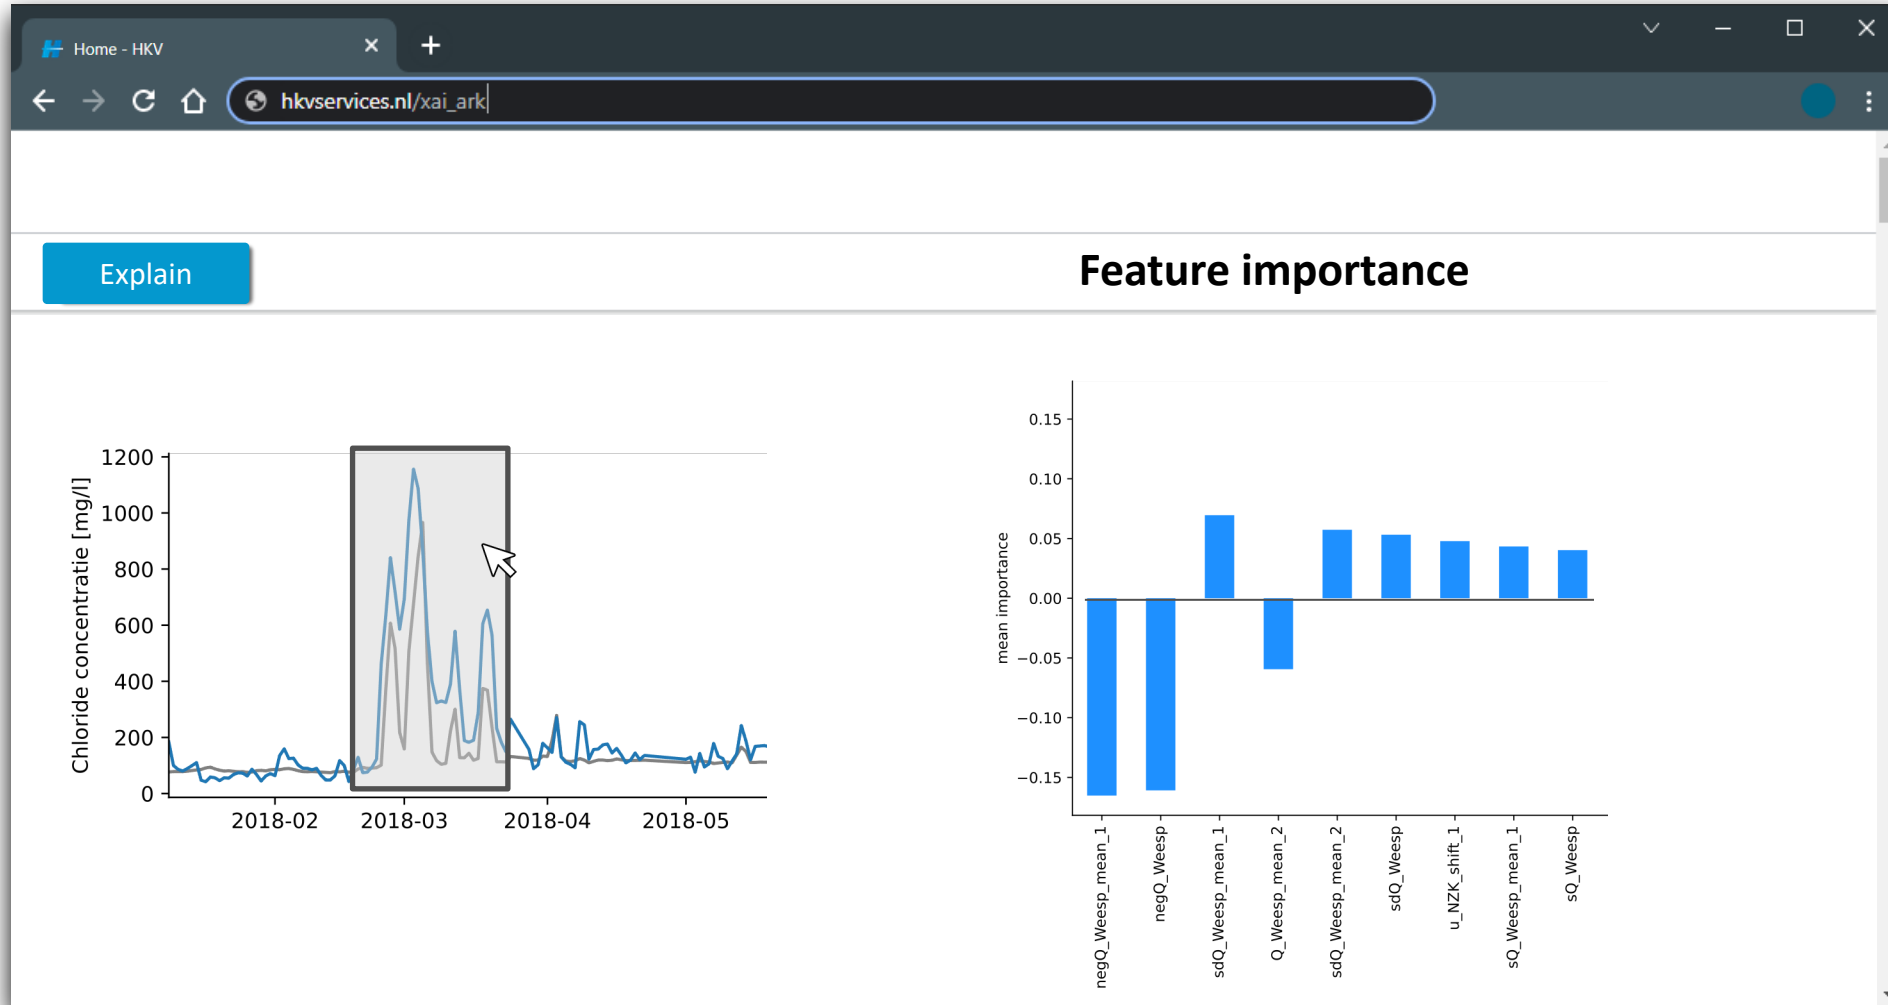 Home - HKV
hkvservices.nl/xai_ark
Explain
Feature importance
Chloride concentratie [mg/l]
1200
1000
800
600
400
200
0
2018-02
2018-03
2018-04
2018-05
mean importance
0.15
0.10
0.05
0.00
−0.05
−0.10
−0.15
negQ_Weesp_mean_1
negQ_Weesp
sdQ_Weesp_mean_1
Q_Weesp_mean_2
sdQ_Weesp_mean_2
sdQ_Weesp
u_NZK_shift_1
sQ_Weesp_mean_1
sQ_Weesp